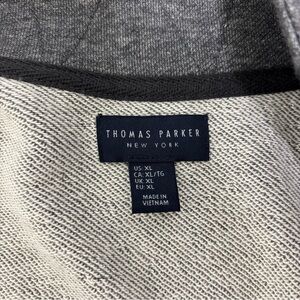 THOMAS PARKER
NEW YORK
US: XL
CA: XL/TG
UK: XL
EU: XL
MADE IN
VIETNAM